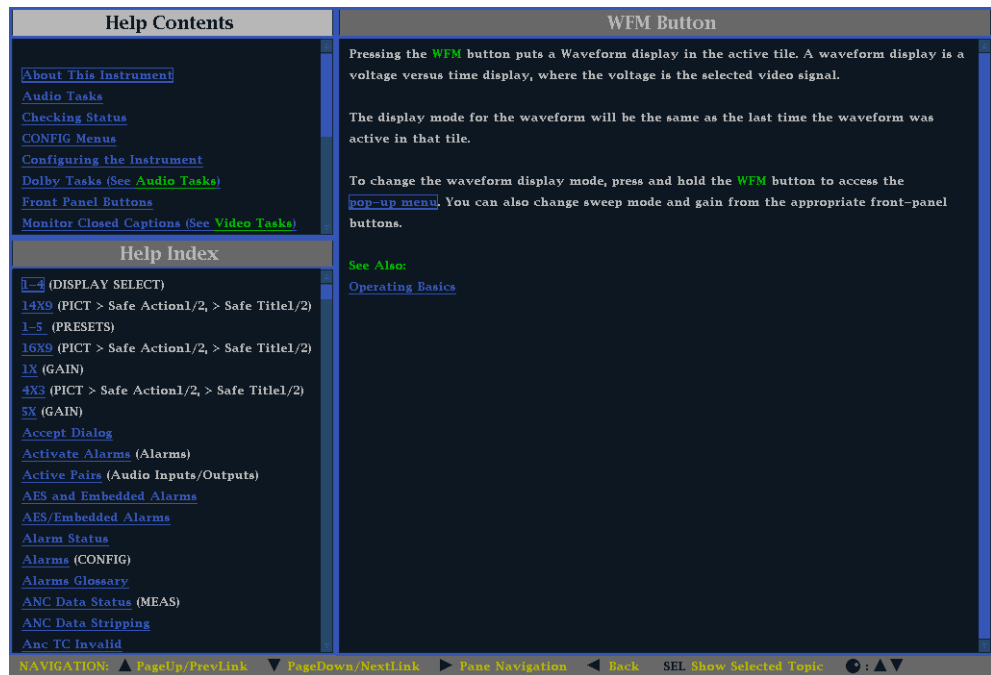 Help Contents
About This Instrument
Audio Tasks
Checking Status
CONFIG Menus
Configuring the Instrument
Dolby Tasks (See Audio Tasks)
Front Panel Buttons
Monitor Closed Captions (See Video Tasks)
Help Index
1-4 (DISPLAY SELECT)
14X9 (PICT > Safe Action1/2, > Safe Title1/2)
1-5 (PRESETS)
16X9 (PICT > Safe Action1/2, > Safe Title1/2)
1X (GAIN)
4X3 (PICT > Safe Action1/2, > Safe Title1/2)
5X (GAIN)
Accept Dialog
Activate Alarms (Alarms)
Active Pairs (Audio Inputs/Outputs)
AES and Embedded Alarms
AES/Embedded Alarms
Alarm Status
Alarms (CONFIG)
Alarms Glossary
ANC Data Status (MEAS)
ANC Data Stripping
Anc TC Invalid
WFM Button
Pressing the WFM button puts a Waveform display in the active tile. A waveform display is a
voltage versus time display, where the voltage is the selected video signal.
The display mode for the waveform will be the same as the last time the waveform was
active in that tile.
To change the waveform display mode, press and hold the WFM button to access the
pop-up menu. You can also change sweep mode and gain from the appropriate front-panel
buttons.
See Also:
Operating Basics
NAVIGATION: ▲ PageUp/PrevLink ▼ PageDown/NextLink ► Pane Navigation ◄ Back SEL Show Selected Topic ● : ▲▼